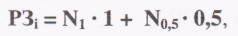 РЗᵢ = N₁ · 1 + N₀,₅ · 0,5,